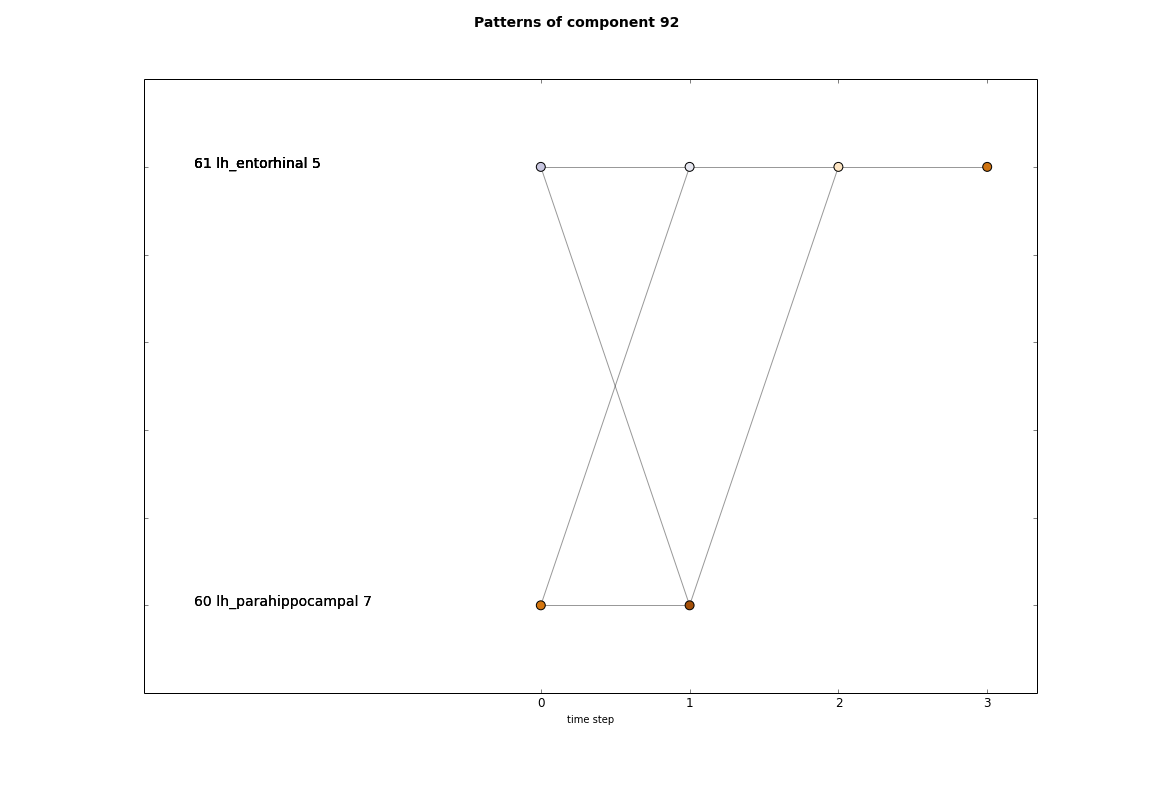 Patterns of component 92
61 lh_entorhinal 5
60 lh_parahippocampal 7
0 1 2 3
time step